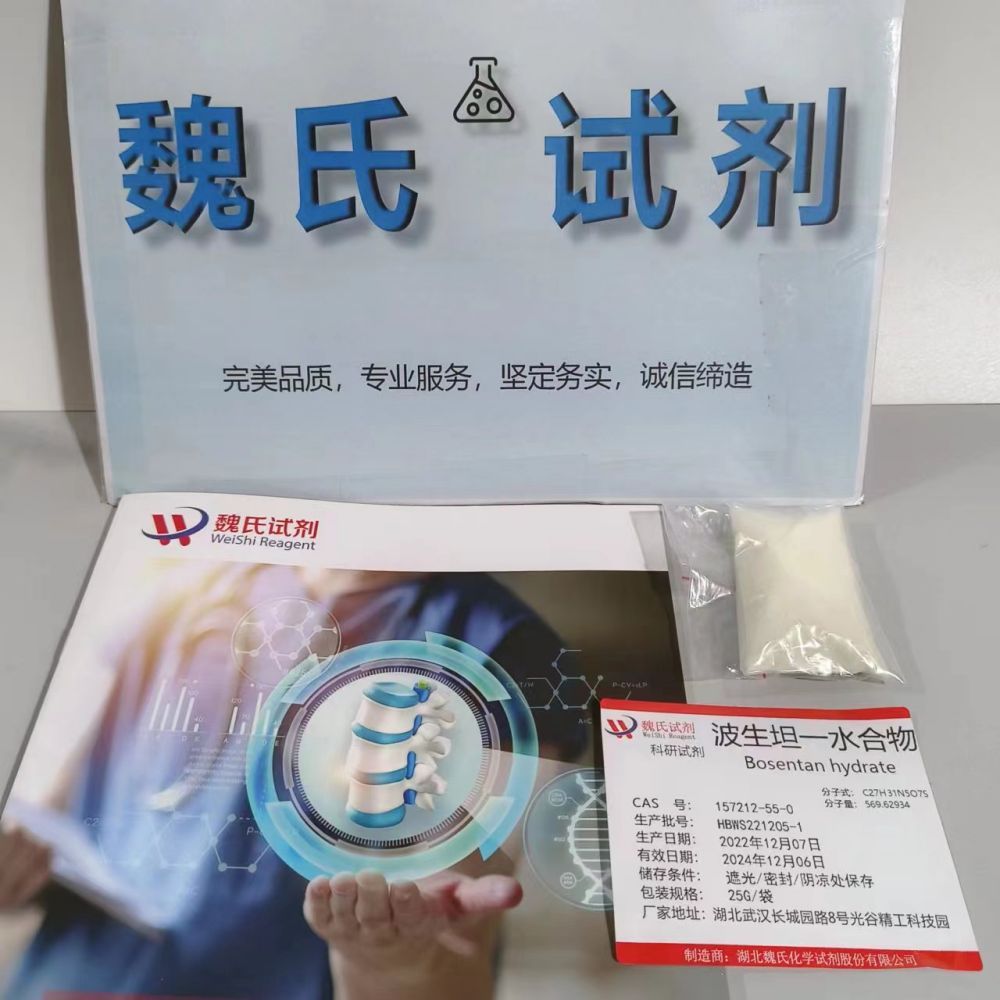 魏氏试剂
完美品质，专业服务，坚定务实，诚信缔造
魏氏试剂
WeiShi Reagent
魏氏试剂
WeiShi Reagent
科研试剂
波生坦一水合物
Bosentan hydrate
分子式： C27H31N5O7S
分子量： 569.62934
CAS 号： 157212-55-0
生产批号： HBWS221205-1
生产日期： 2022年12月07日
有效日期： 2024年12月06日
储存条件： 遮光/密封/阴凉处保存
包装规格： 25G/袋
厂家地址：湖北武汉长城园路8号光谷精工科技园
制造商：湖北魏氏化学试剂股份有限公司